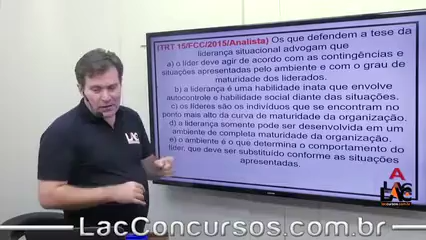 (TRT 15/FCC/2015/Analista) Os que defendem a tese da
liderança situacional advogam que
a) o líder deve agir de acordo com as contingências e
situações apresentadas pelo ambiente e com o grau de
maturidade dos liderados.
b) a liderança é uma habilidade inata que envolve
autocontrole e habilidade social diante das situações.
c) os líderes são os indivíduos que se encontram no
ponto mais alto da curva de maturidade da organização.
d) a liderança somente pode ser desenvolvida em um
ambiente de completa maturidade da organização.
e) o ambiente é o que determina o comportamento do
líder, que deve ser substituído conforme as situações
apresentadas.
LAC
A
LAC
LacConcursos.com.br